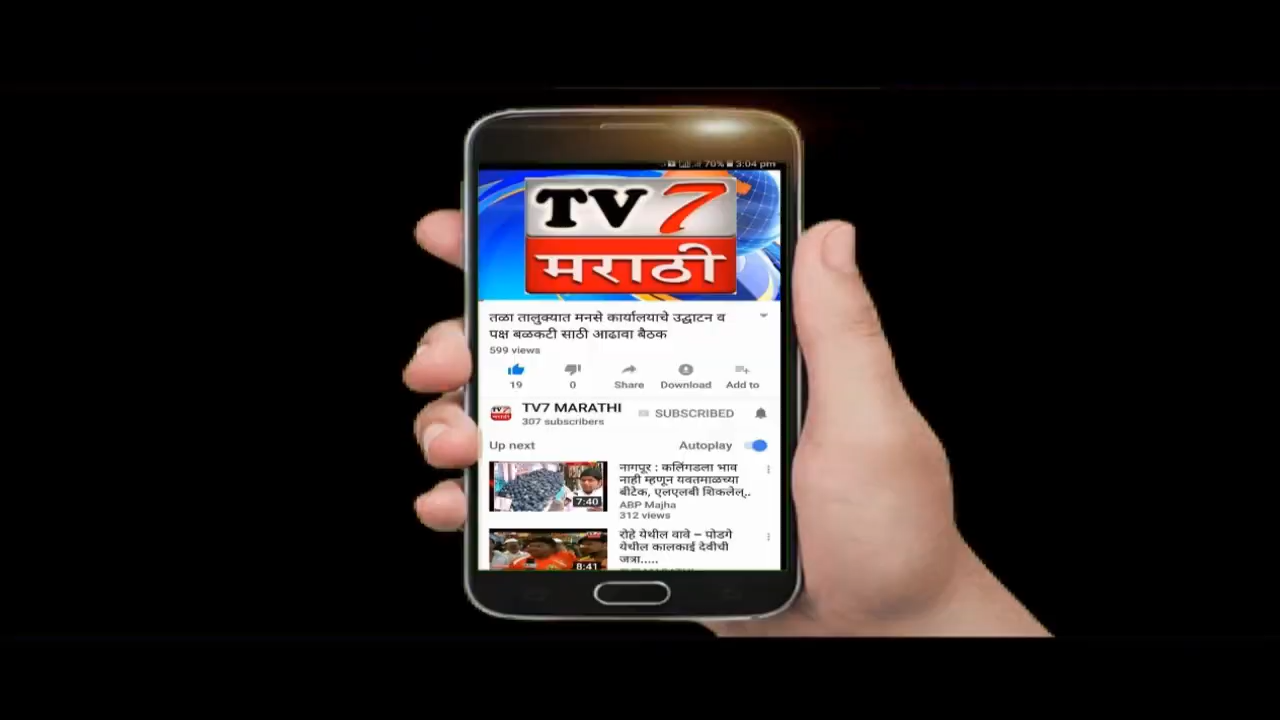 70% 3:04 pm
TV 7
मराठी
तळा तालुक्यात मनसे कार्यालयाचे उद्घाटन व
पक्ष बळकटी साठी आढावा बैठक
599 views
19 0 Share Download Add to
TV7 MARATHI SUBSCRIBED
307 subscribers
Up next Autoplay
नागपूर : कलिंगडला भाव
नाही म्हणून यवतमाळच्या
बीटेक, एलएलबी शिकलेल्..
ABP Majha
312 views
7:40
रोहे येथील वावे – पोडगे
येथील कालकाई देवीची
जत्रा.....
8:41